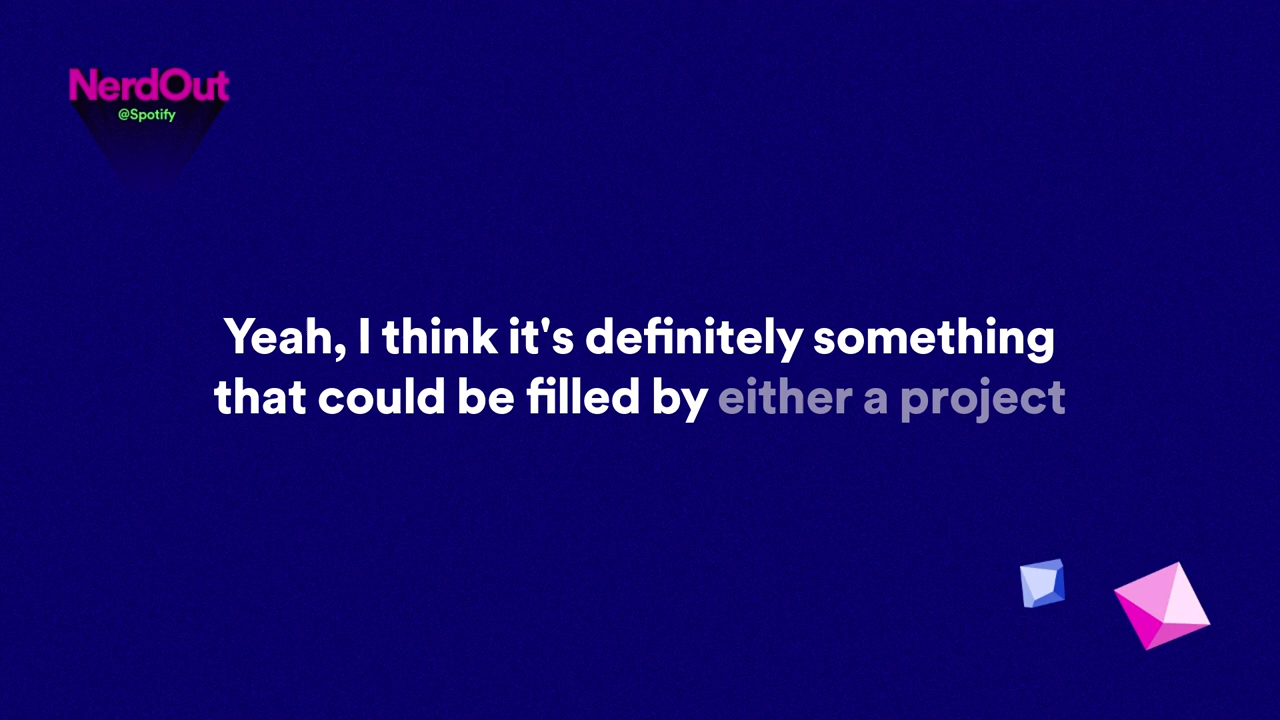 NerdOut
@Spotify
Yeah, I think it's definitely something
that could be filled by either a project